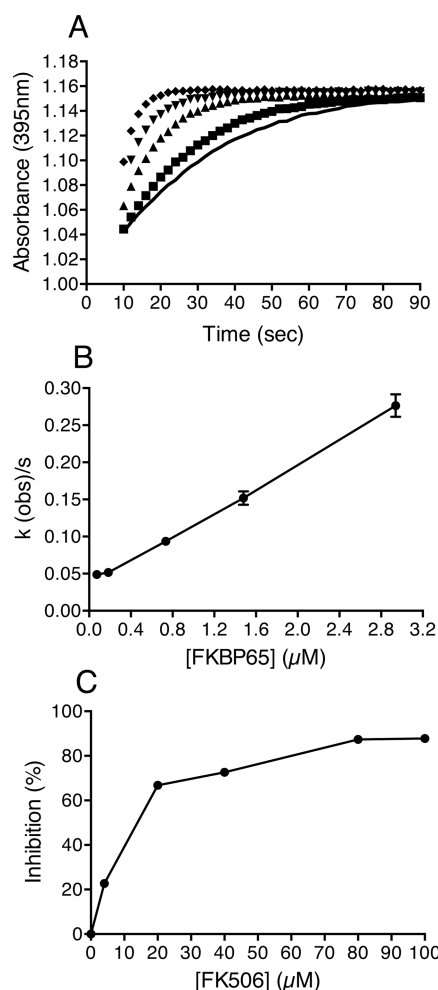 A
Absorbance (395nm)
1.18
1.16
1.14
1.12
1.10
1.08
1.06
1.04
1.02
1.00
0 10 20 30 40 50 60 70 80 90
Time (sec)
B
k (obs)/s
0.30
0.25
0.20
0.15
0.10
0.05
0.00
0.0 0.4 0.8 1.2 1.6 2.0 2.4 2.8 3.2
[FKBP65] (µM)
C
Inhibition (%)
100
80
60
40
20
0
0 10 20 30 40 50 60 70 80 90 100
[FK506] (µM)